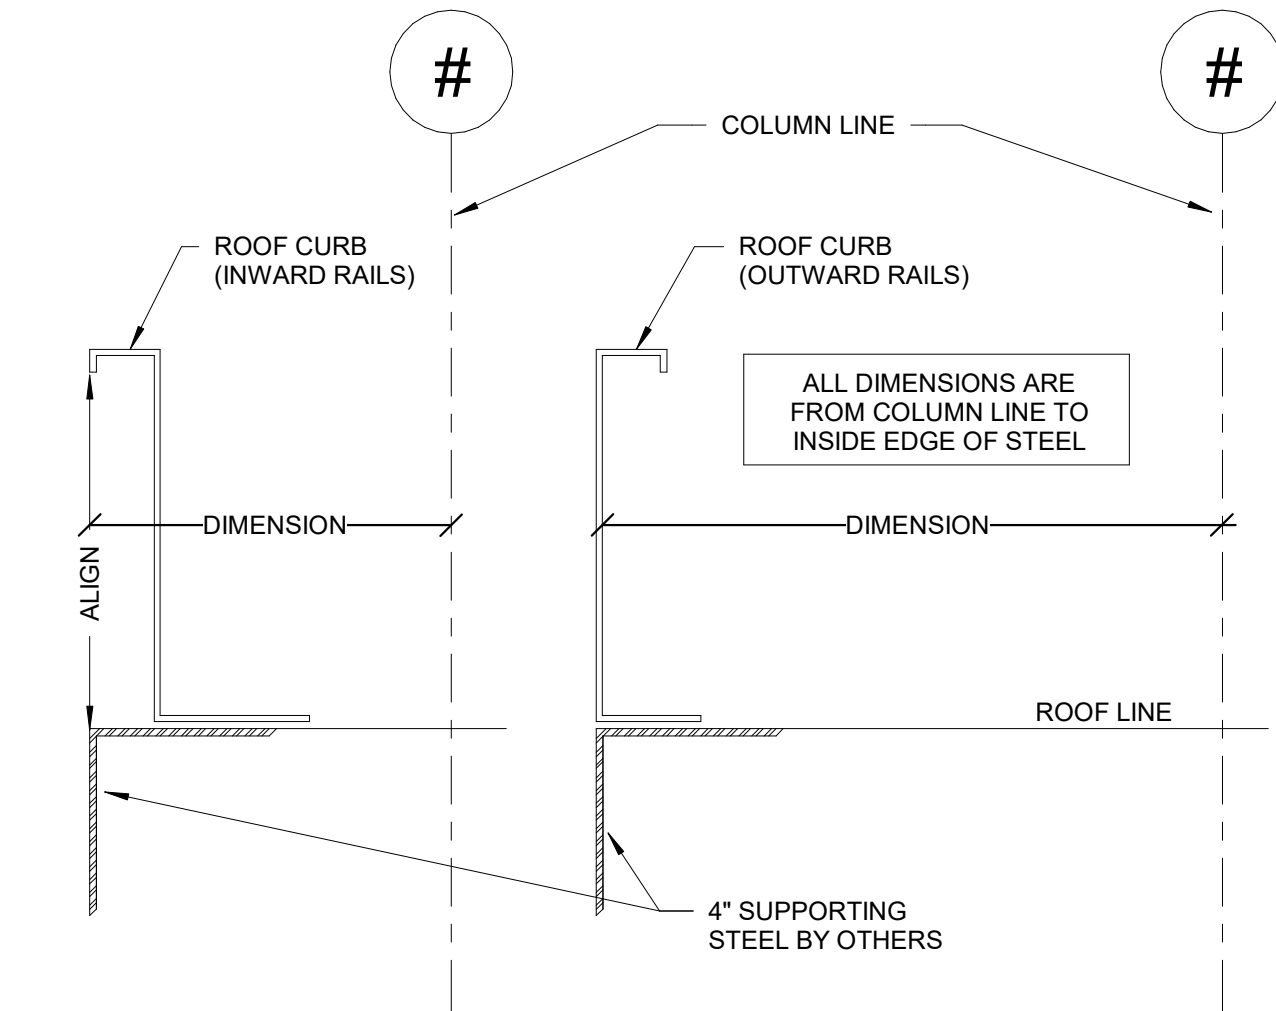 #
#
COLUMN LINE
ROOF CURB
(INWARD RAILS)
ROOF CURB
(OUTWARD RAILS)
ALL DIMENSIONS ARE
FROM COLUMN LINE TO
INSIDE EDGE OF STEEL
DIMENSION
DIMENSION
ALIGN
ROOF LINE
4" SUPPORTING
STEEL BY OTHERS